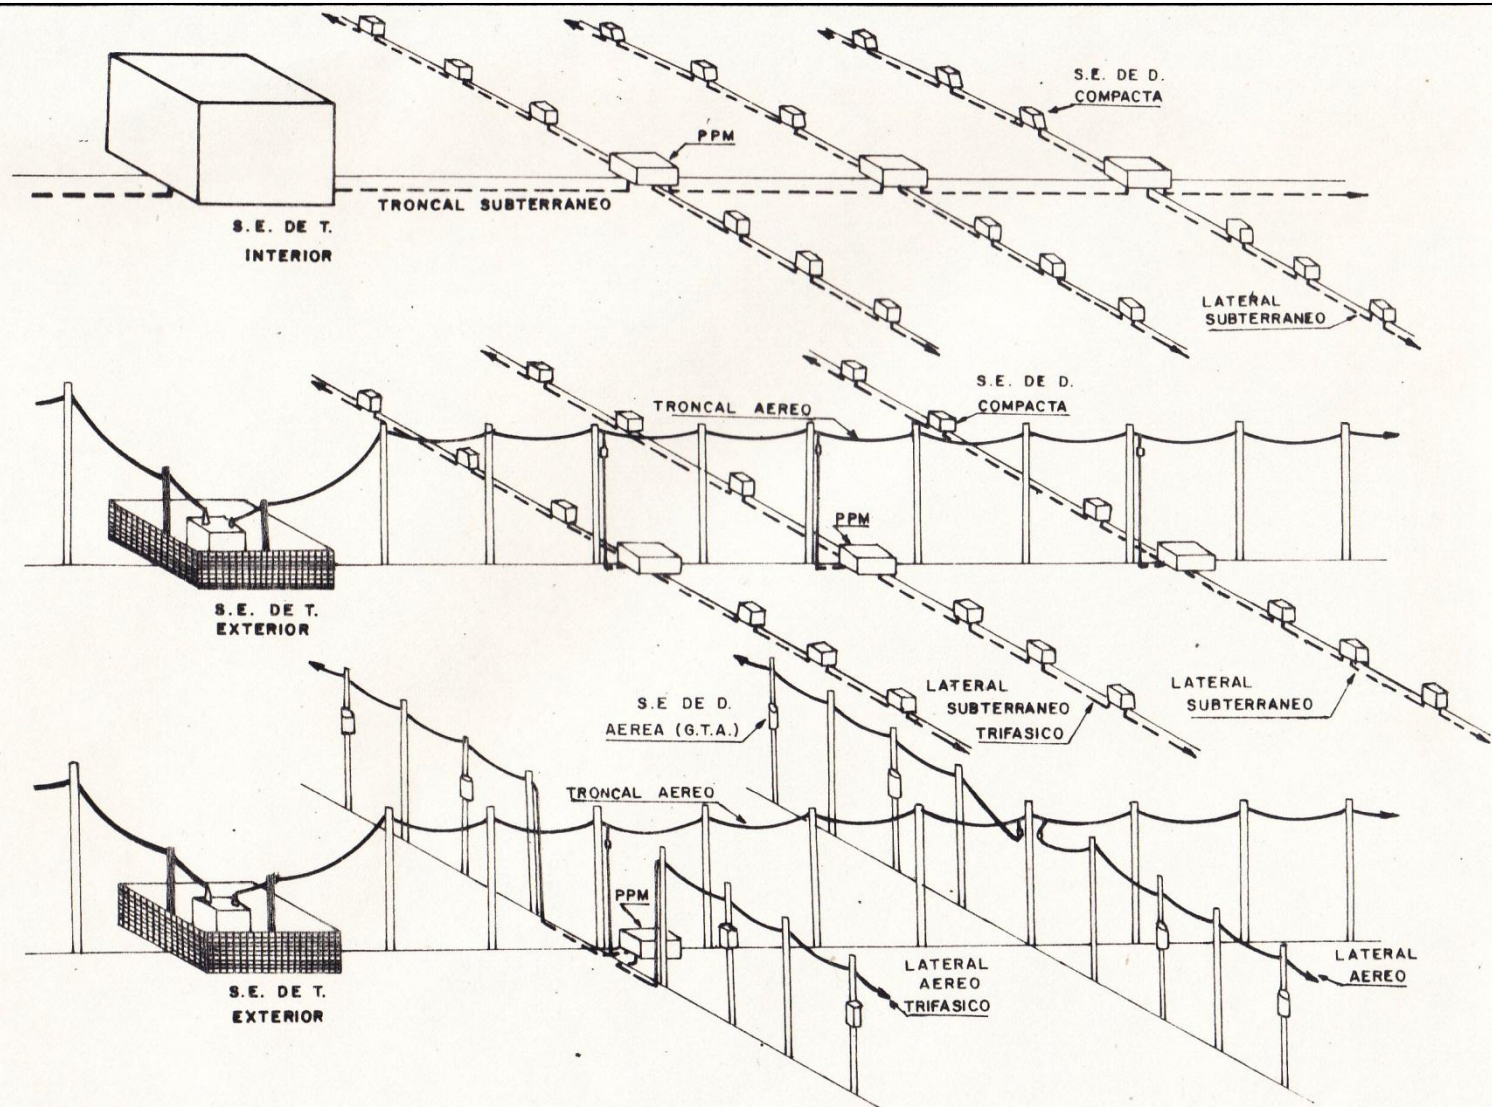 S.E. DE D.
COMPACTA
PPM
TRONCAL SUBTERRANEO
S.E. DE T.
INTERIOR
LATERAL
SUBTERRANEO
S.E. DE D.
COMPACTA
TRONCAL AEREO
PPM
S.E. DE T.
EXTERIOR
LATERAL
SUBTERRANEO
TRIFASICO
LATERAL
SUBTERRANEO
S.E DE D.
AEREA (G.T.A.)
TRONCAL AEREO
PPM
LATERAL
AEREO
TRIFASICO
LATERAL
AEREO
S.E. DE T.
EXTERIOR